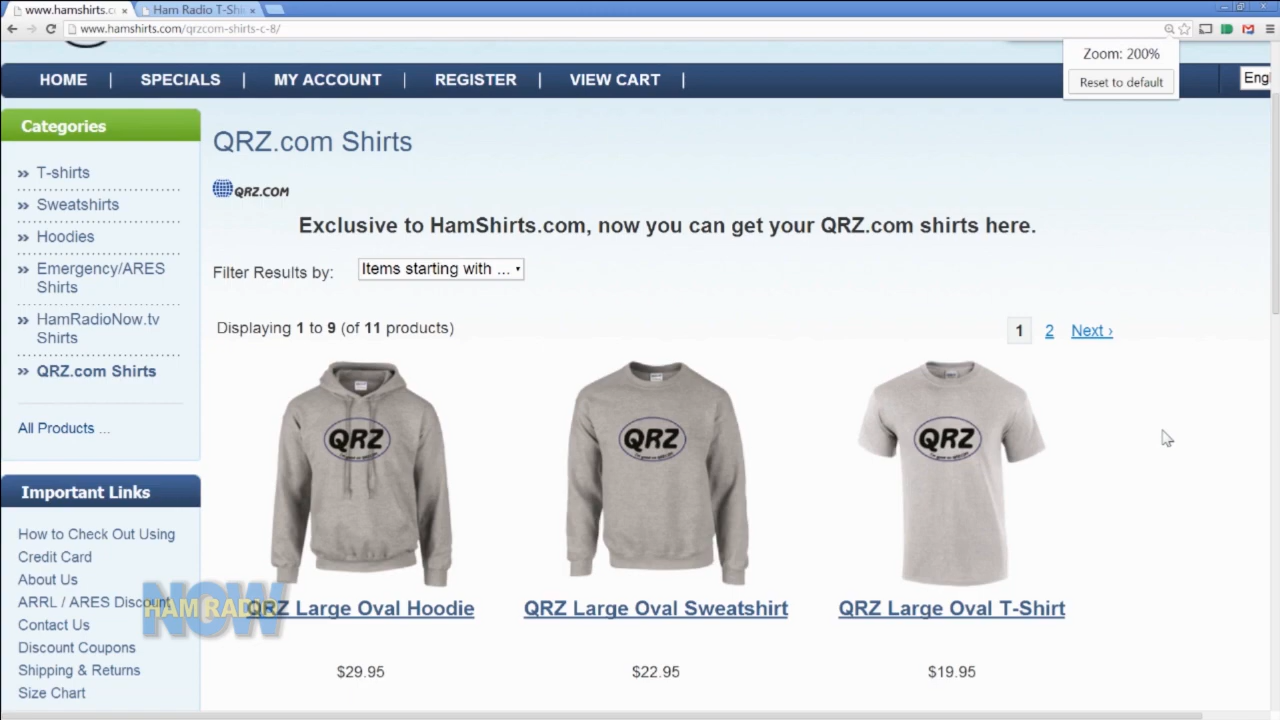 www.hamshirts.c
Ham Radio T-Shi
www.hamshirts.com/qrzcom-shirts-c-8/
Zoom: 200%
Reset to default
HOME | SPECIALS | MY ACCOUNT | REGISTER | VIEW CART |
Engl
Categories
» T-shirts
» Sweatshirts
» Hoodies
» Emergency/ARES
Shirts
» HamRadioNow.tv
Shirts
» QRZ.com Shirts
All Products ...
Important Links
How to Check Out Using
Credit Card
About Us
ARRL / ARES Discount
Contact Us
Discount Coupons
Shipping & Returns
Size Chart
HAM RADIO
NOW
QRZ.com Shirts
QRZ.COM
Exclusive to HamShirts.com, now you can get your QRZ.com shirts here.
Filter Results by:
Items starting with ...
Displaying 1 to 9 (of 11 products)
1 2 Next ›
QRZ
QRZ
QRZ
QRZ Large Oval Hoodie
QRZ Large Oval Sweatshirt
QRZ Large Oval T-Shirt
$29.95
$22.95
$19.95